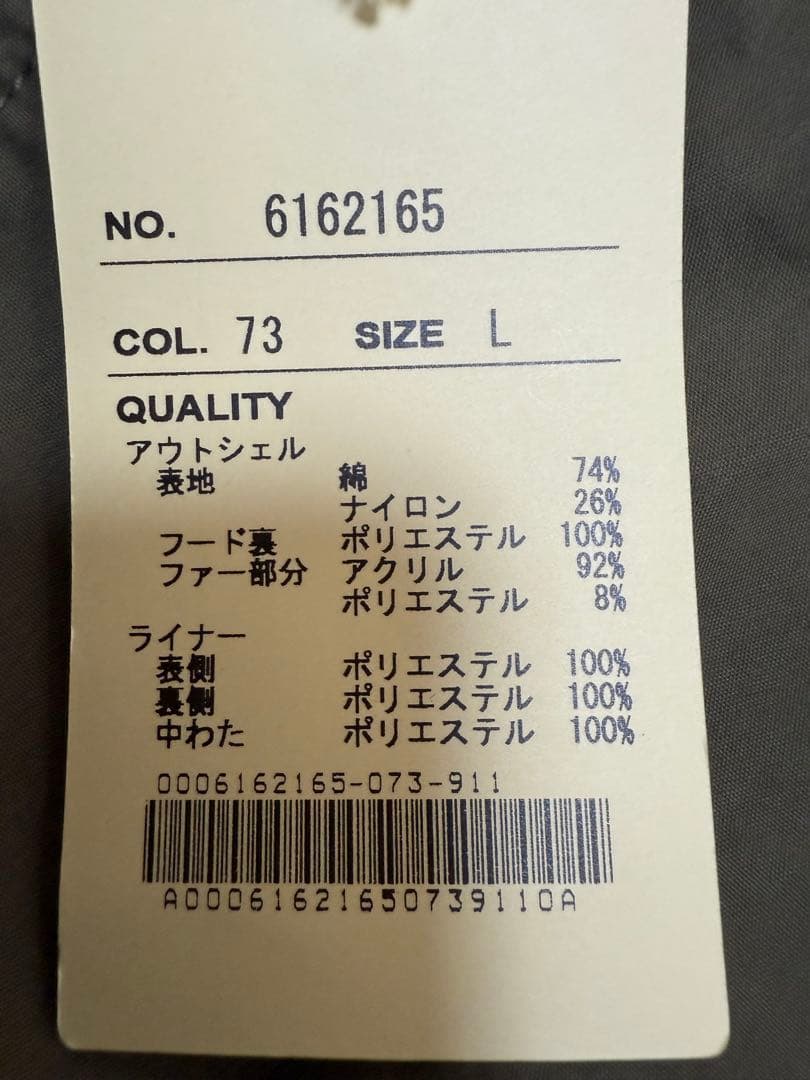 NO. 6162165
COL. 73 SIZE L
QUALITY
アウトシェル
表地 綿 74%
ナイロン 26%
フード裏 ポリエステル 100%
ファー部分 アクリル 92%
ポリエステル 8%
ライナー
表側 ポリエステル 100%
裏側 ポリエステル 100%
中わた ポリエステル 100%
0006162165-073-911
A00061621650739110A